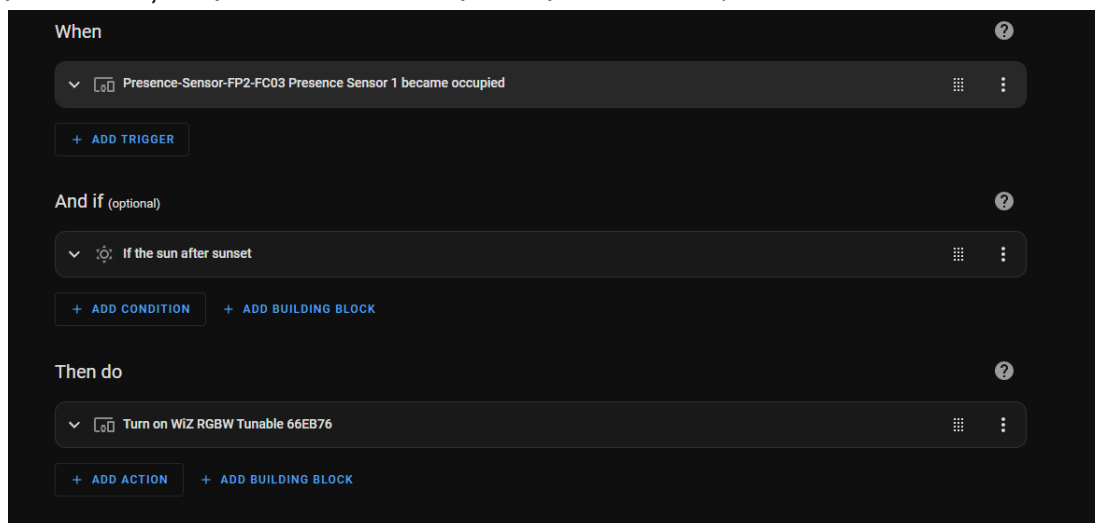 When
Presence-Sensor-FP2-FC03 Presence Sensor 1 became occupied
+ ADD TRIGGER
And if (optional)
If the sun after sunset
+ ADD CONDITION + ADD BUILDING BLOCK
Then do
Turn on WiZ RGBW Tunable 66EB76
+ ADD ACTION + ADD BUILDING BLOCK